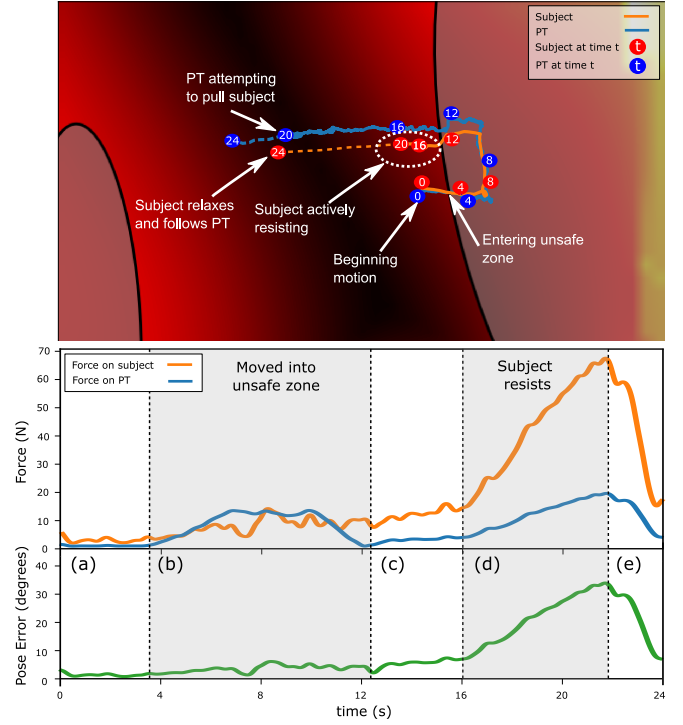 Subject
PT
Subject at time t
t
PT at time t
t
PT attempting
to pull subject
12
24
20
16
12
24
20
16
8
Subject relaxes
and follows PT
Subject actively
resisting
0
0
4
4
8
Beginning
motion
Entering unsafe
zone
Force on subject
Force on PT
Moved into
unsafe zone
Subject
resists
70
60
50
40
30
20
10
0
Force (N)
(a)
(b)
(c)
(d)
(e)
40
30
20
10
0
Pose Error (degrees)
0
4
8
12
16
20
24
time (s)